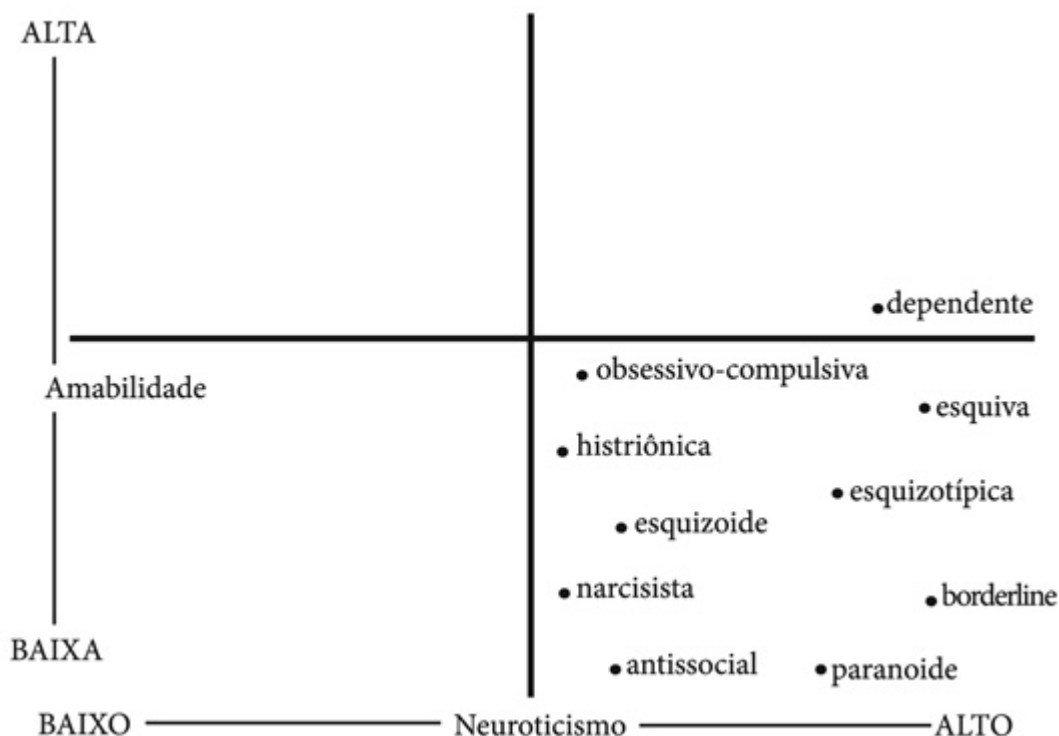 ALTA
dependente
obsessivo-compulsiva
Amabilidade
esquiva
histriônica
esquizotípica
esquizoide
narcisista
borderline
BAIXA
antissocial
paranoide
BAIXO
Neuroticismo
ALTO